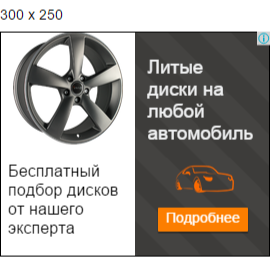 300 x 250
Литые
диски на
любой
автомобиль
Бесплатный
подбор дисков
от нашего
эксперта
Подробнее